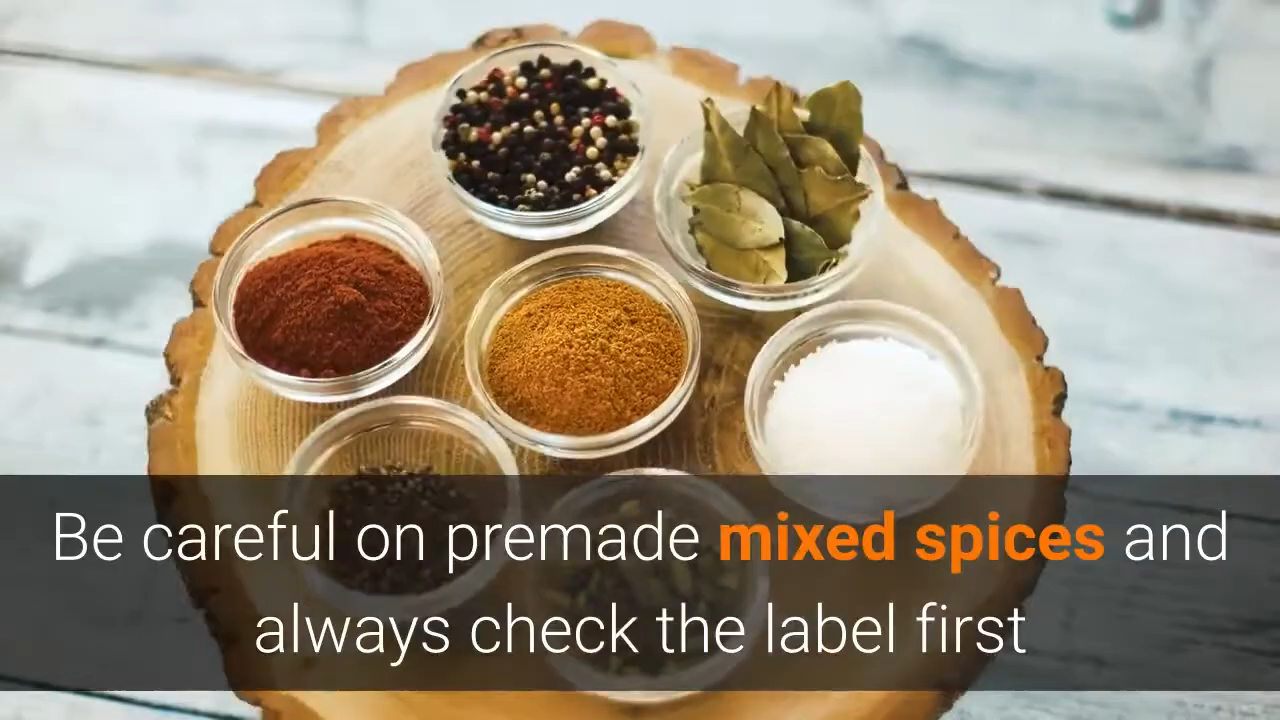 Be careful on premade mixed spices and
always check the label first